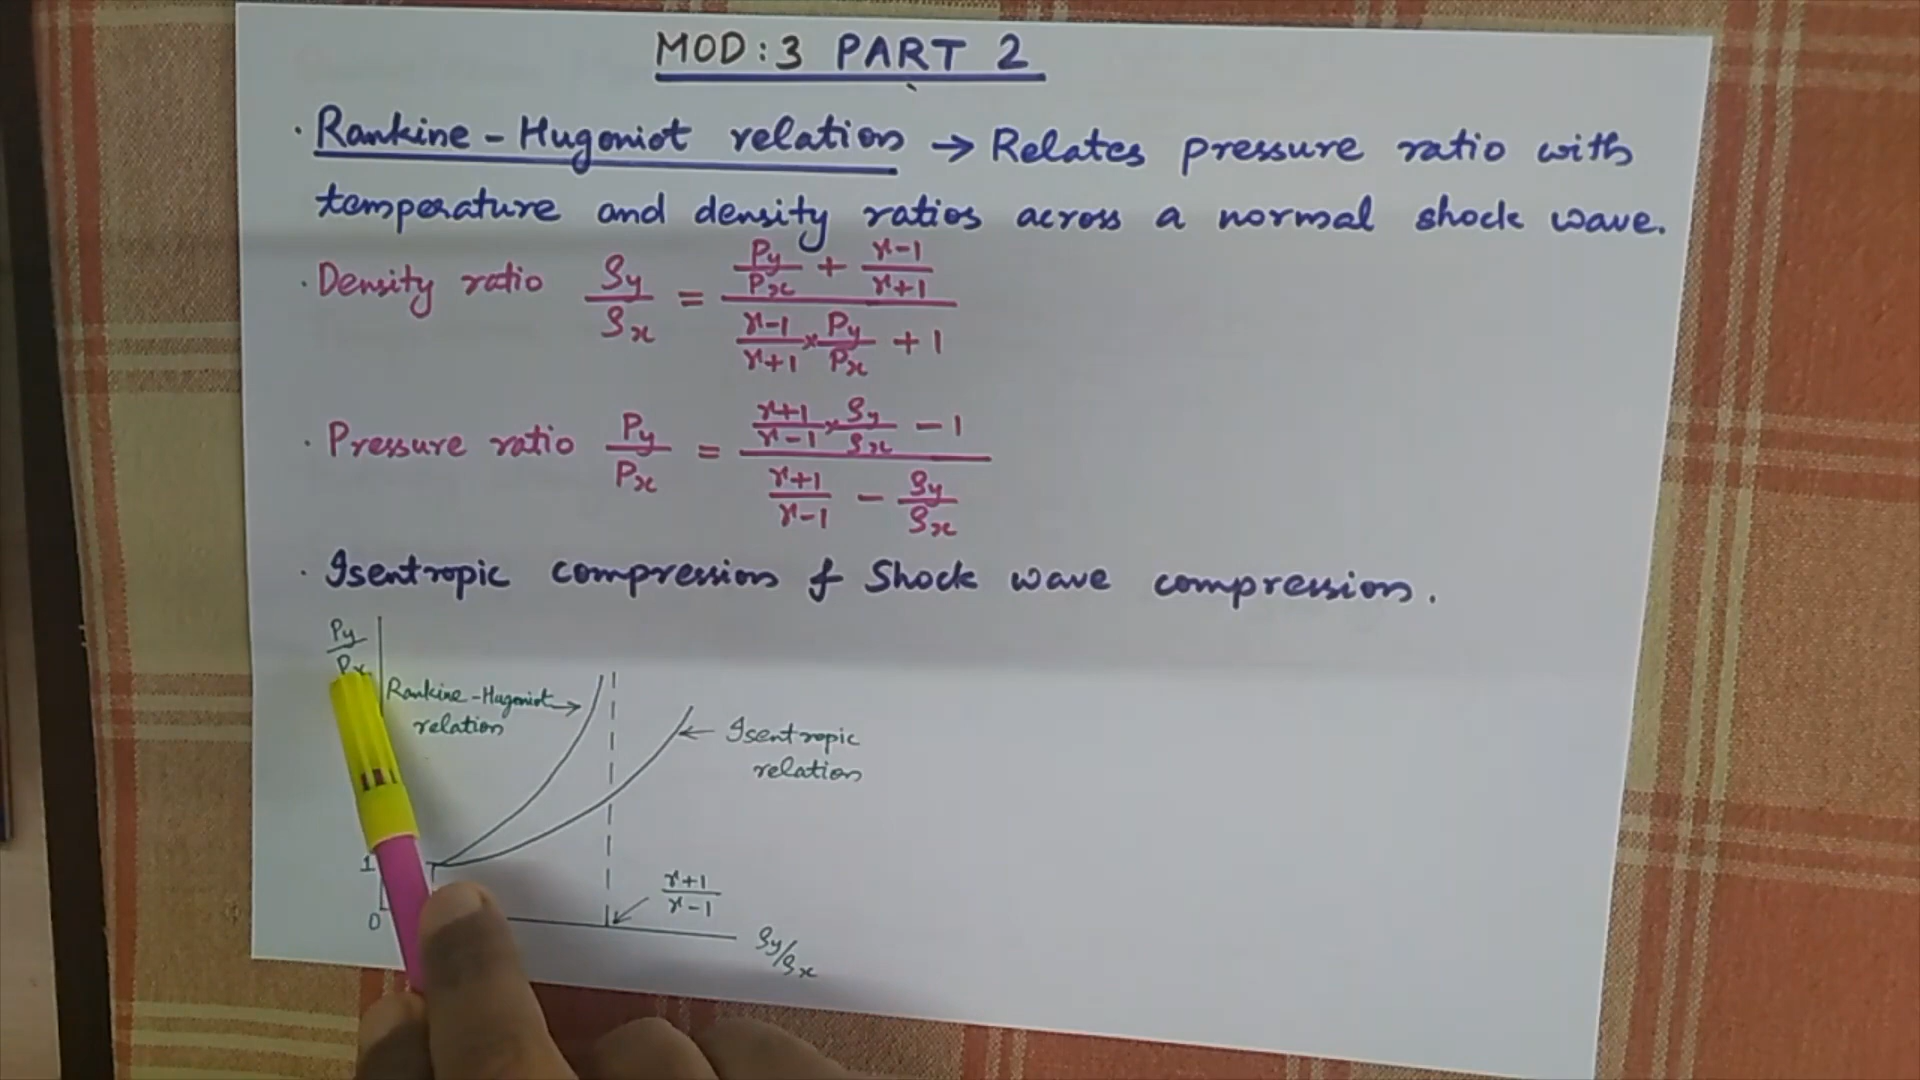 MOD:3 PART 2
· Rankine-Hugoniot relation → Relates pressure ratio with
temperature and density ratios across a normal shock wave.
· Density ratio ρy/ρx = (Py/Px + (γ-1)/(γ+1)) / ((γ-1)/(γ+1) × Py/Px + 1)
· Pressure ratio Py/Px = ((γ+1)/(γ-1) × ρy/ρx - 1) / ((γ+1)/(γ-1) - ρy/ρx)
· Isentropic compression & Shock wave compression.
Py/Px
Rankine-Hugoniot
relation
Isentropic
relation
1
0
(γ+1)/(γ-1)
ρy/ρx